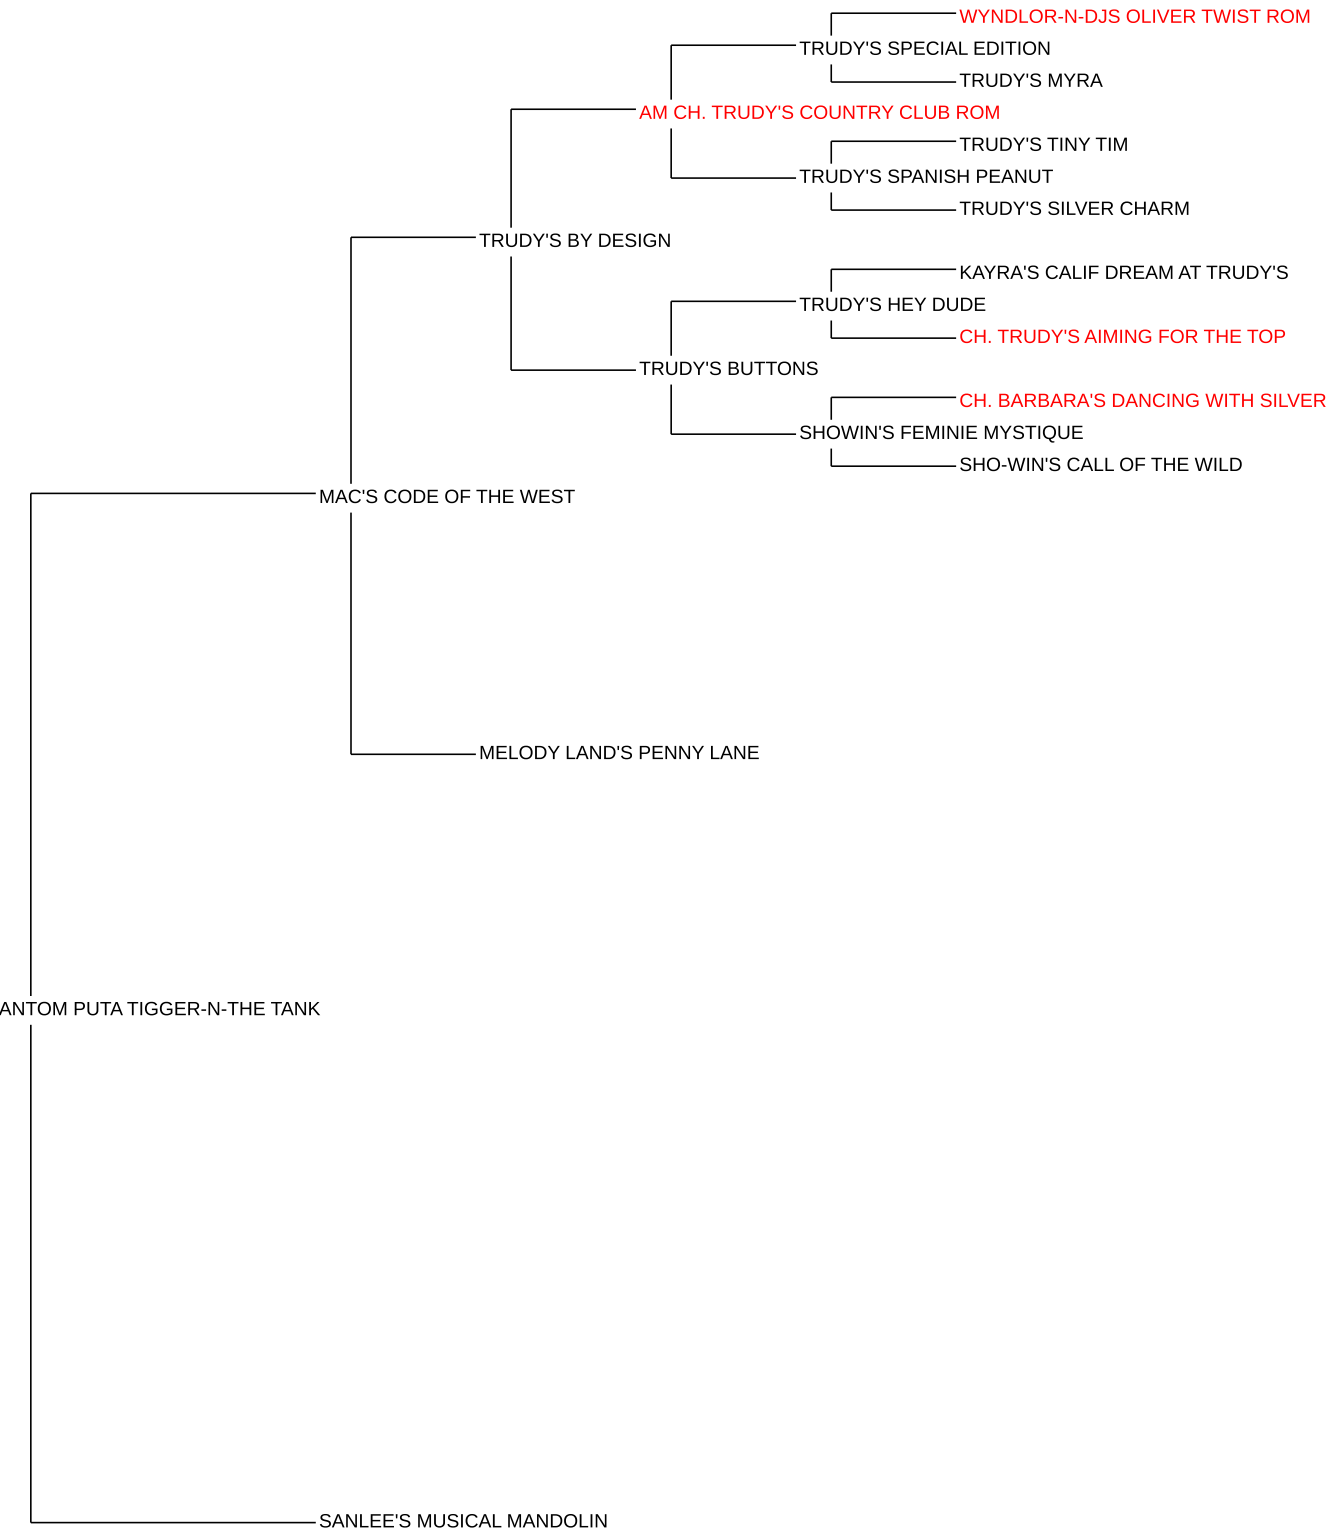 WYNDLOR-N-DJS OLIVER TWIST ROM
TRUDY'S SPECIAL EDITION
TRUDY'S MYRA
AM CH. TRUDY'S COUNTRY CLUB ROM
TRUDY'S TINY TIM
TRUDY'S SPANISH PEANUT
TRUDY'S SILVER CHARM
TRUDY'S BY DESIGN
KAYRA'S CALIF DREAM AT TRUDY'S
TRUDY'S HEY DUDE
CH. TRUDY'S AIMING FOR THE TOP
TRUDY'S BUTTONS
CH. BARBARA'S DANCING WITH SILVER
SHOWIN'S FEMINIE MYSTIQUE
SHO-WIN'S CALL OF THE WILD
MAC'S CODE OF THE WEST
MELODY LAND'S PENNY LANE
ANTOM PUTA TIGGER-N-THE TANK
SANLEE'S MUSICAL MANDOLIN